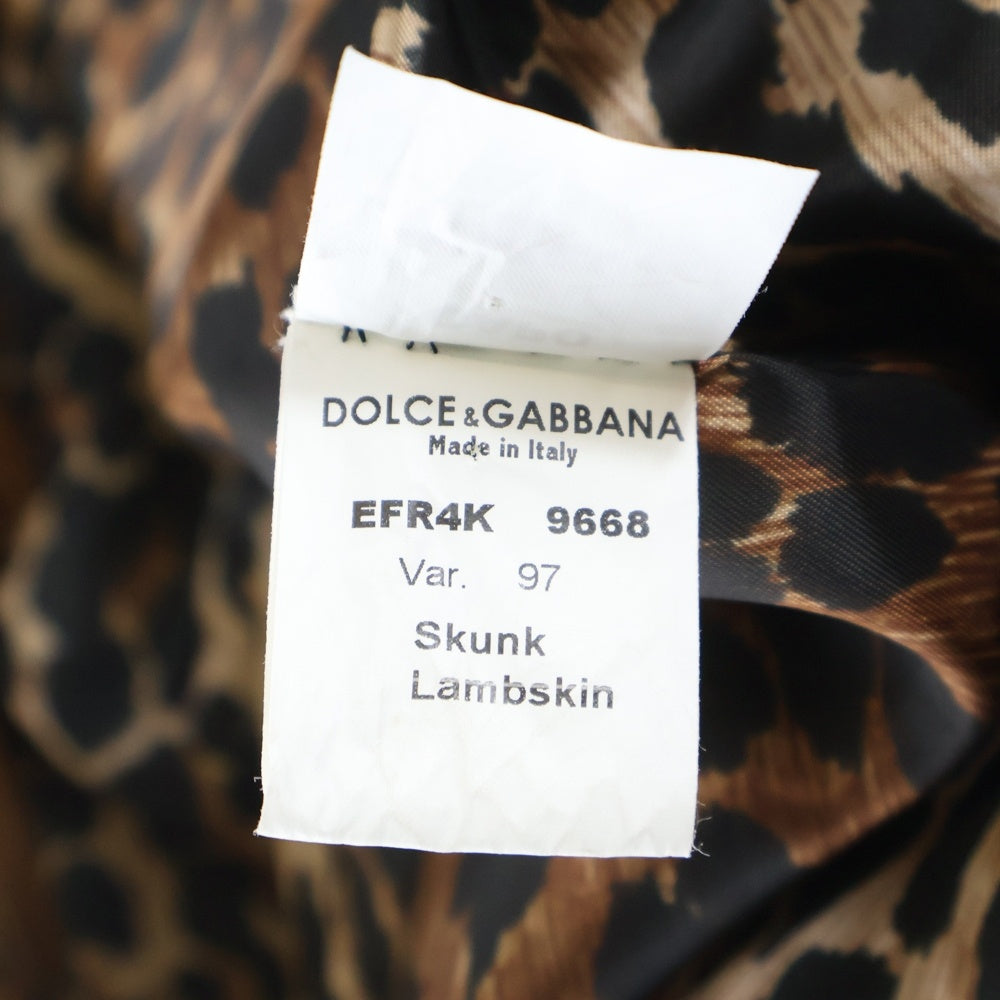 DOLCE&GABBANA
Made in Italy
EFR4K 9668
Var. 97
Skunk
Lambskin